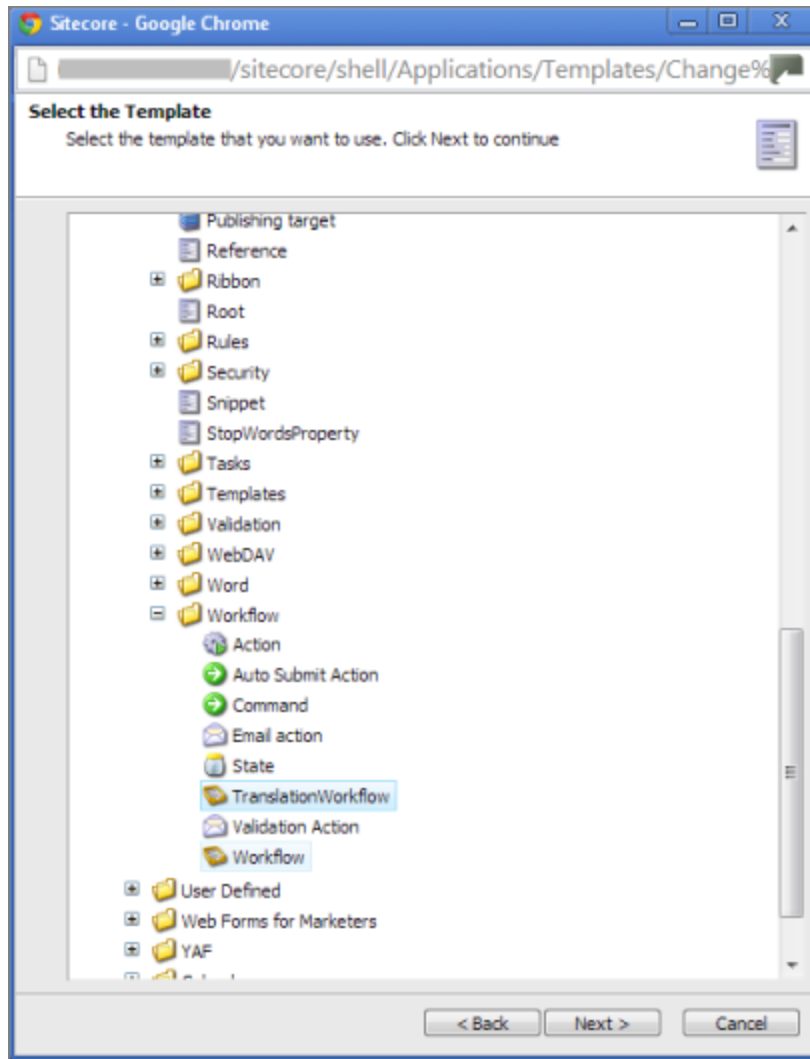 Sitecore - Google Chrome
/sitecore/shell/Applications/Templates/Change%
Select the Template
Select the template that you want to use. Click Next to continue
Publishing target
Reference
Ribbon
Root
Rules
Security
Snippet
StopWordsProperty
Tasks
Templates
Validation
WebDAV
Word
Workflow
Action
Auto Submit Action
Command
Email action
State
TranslationWorkflow
Validation Action
Workflow
User Defined
Web Forms for Marketers
YAF
< Back Next > Cancel